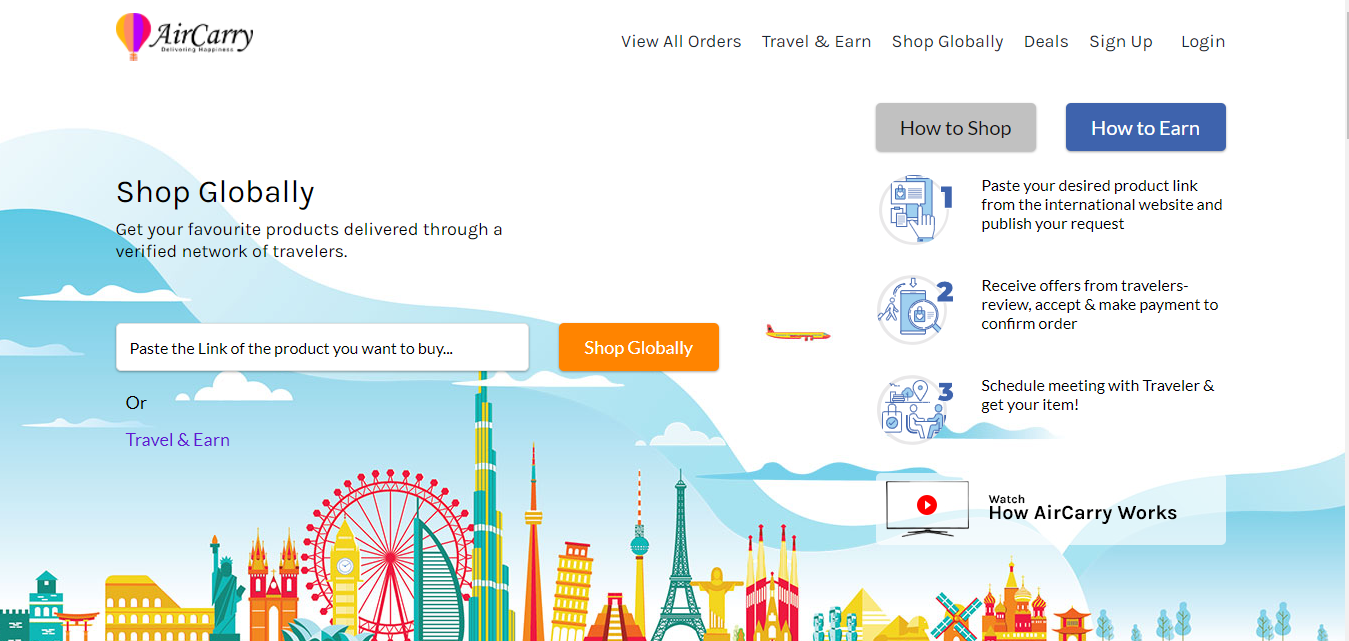 AirCarry
Delivering Happiness
View All Orders Travel & Earn Shop Globally Deals Sign Up Login
How to Shop How to Earn
Shop Globally
Get your favourite products delivered through a
verified network of travelers.
Paste the Link of the product you want to buy...
Shop Globally
Or
Travel & Earn
1
Paste your desired product link
from the international website and
publish your request
2
Receive offers from travelers-
review, accept & make payment to
confirm order
3
Schedule meeting with Traveler &
get your item!
Watch
How AirCarry Works